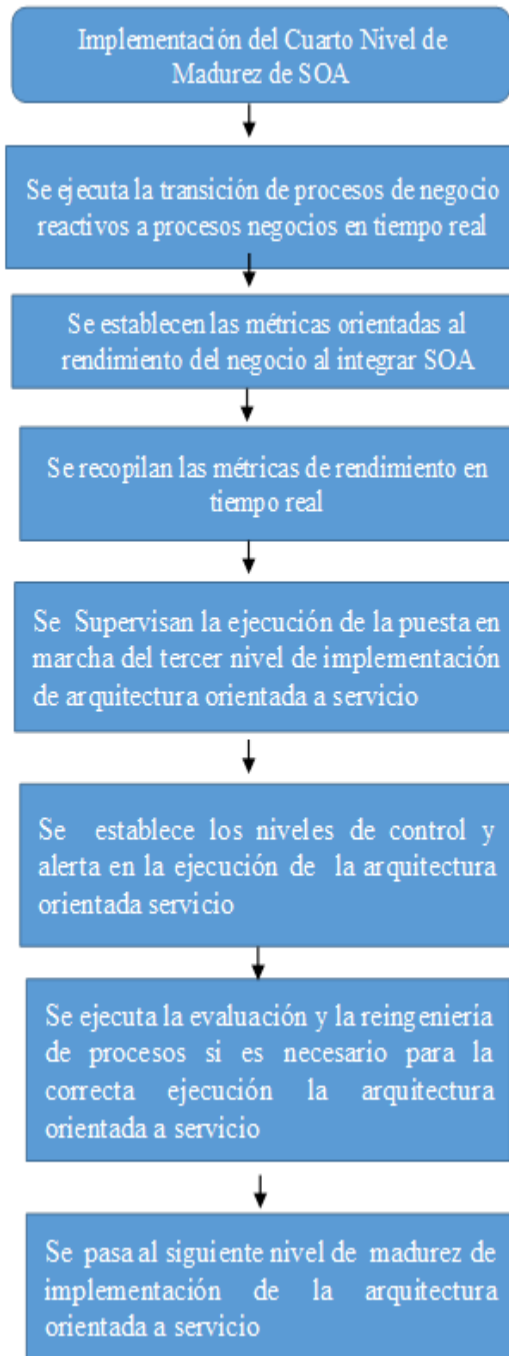 Implementación del Cuarto Nivel de
Madurez de SOA
Se ejecuta la transición de procesos de negocio
reactivos a procesos negocios en tiempo real
Se establecen las métricas orientadas al
rendimiento del negocio al integrar SOA
Se recopilan las métricas de rendimiento en
tiempo real
Se Supervisan la ejecución de la puesta en
marcha del tercer nivel de implementación
de arquitectura orientada a servicio
Se establece los niveles de control y
alerta en la ejecución de la arquitectura
orientada servicio
Se ejecuta la evaluación y la reingeniería
de procesos si es necesario para la
correcta ejecución la arquitectura
orientada a servicio
Se pasa al siguiente nivel de madurez de
implementación de la arquitectura
orientada a servicio